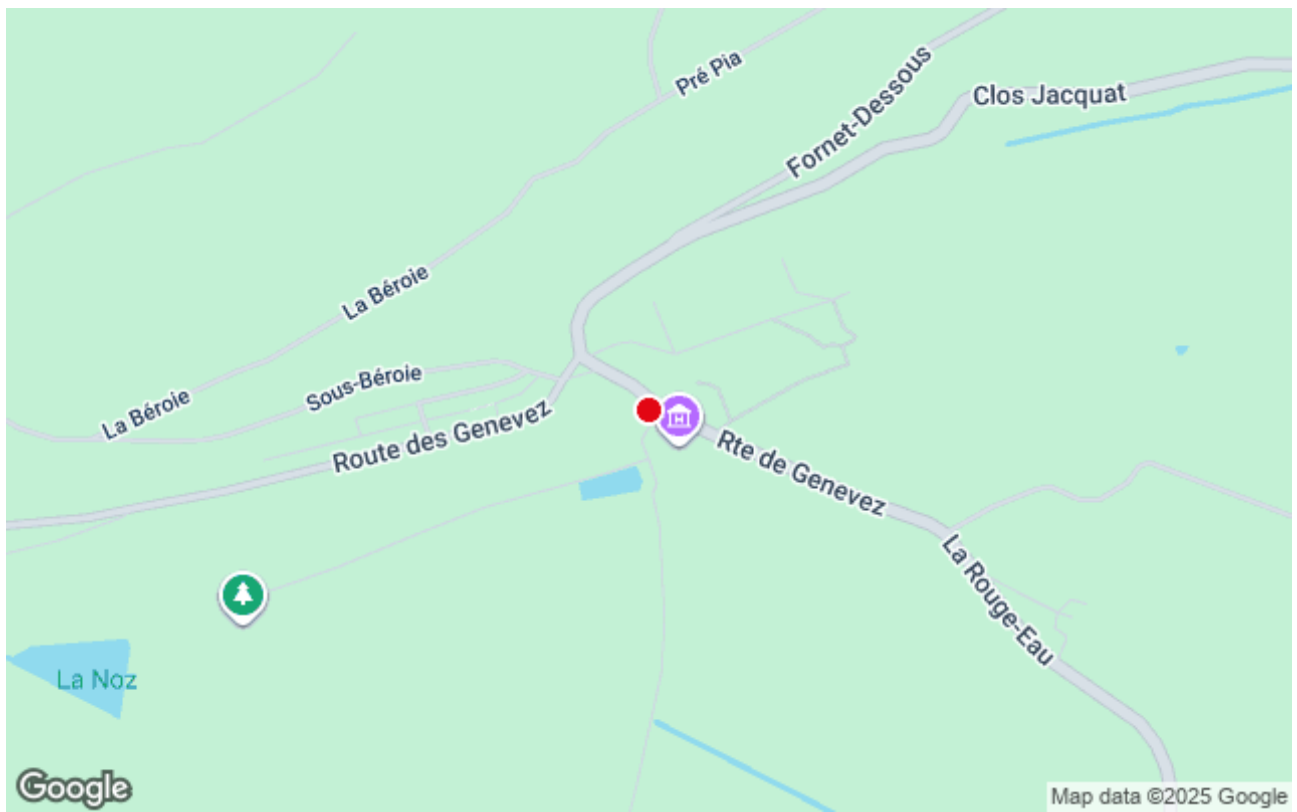 Pré Pia
Fornet-Dessous
Clos Jacquat
La Béroie
La Béroie
Sous-Béroie
Route des Genevez
Rte de Genevez
La Rouge-Eau
La Noz
Google
Map data ©2025 Google